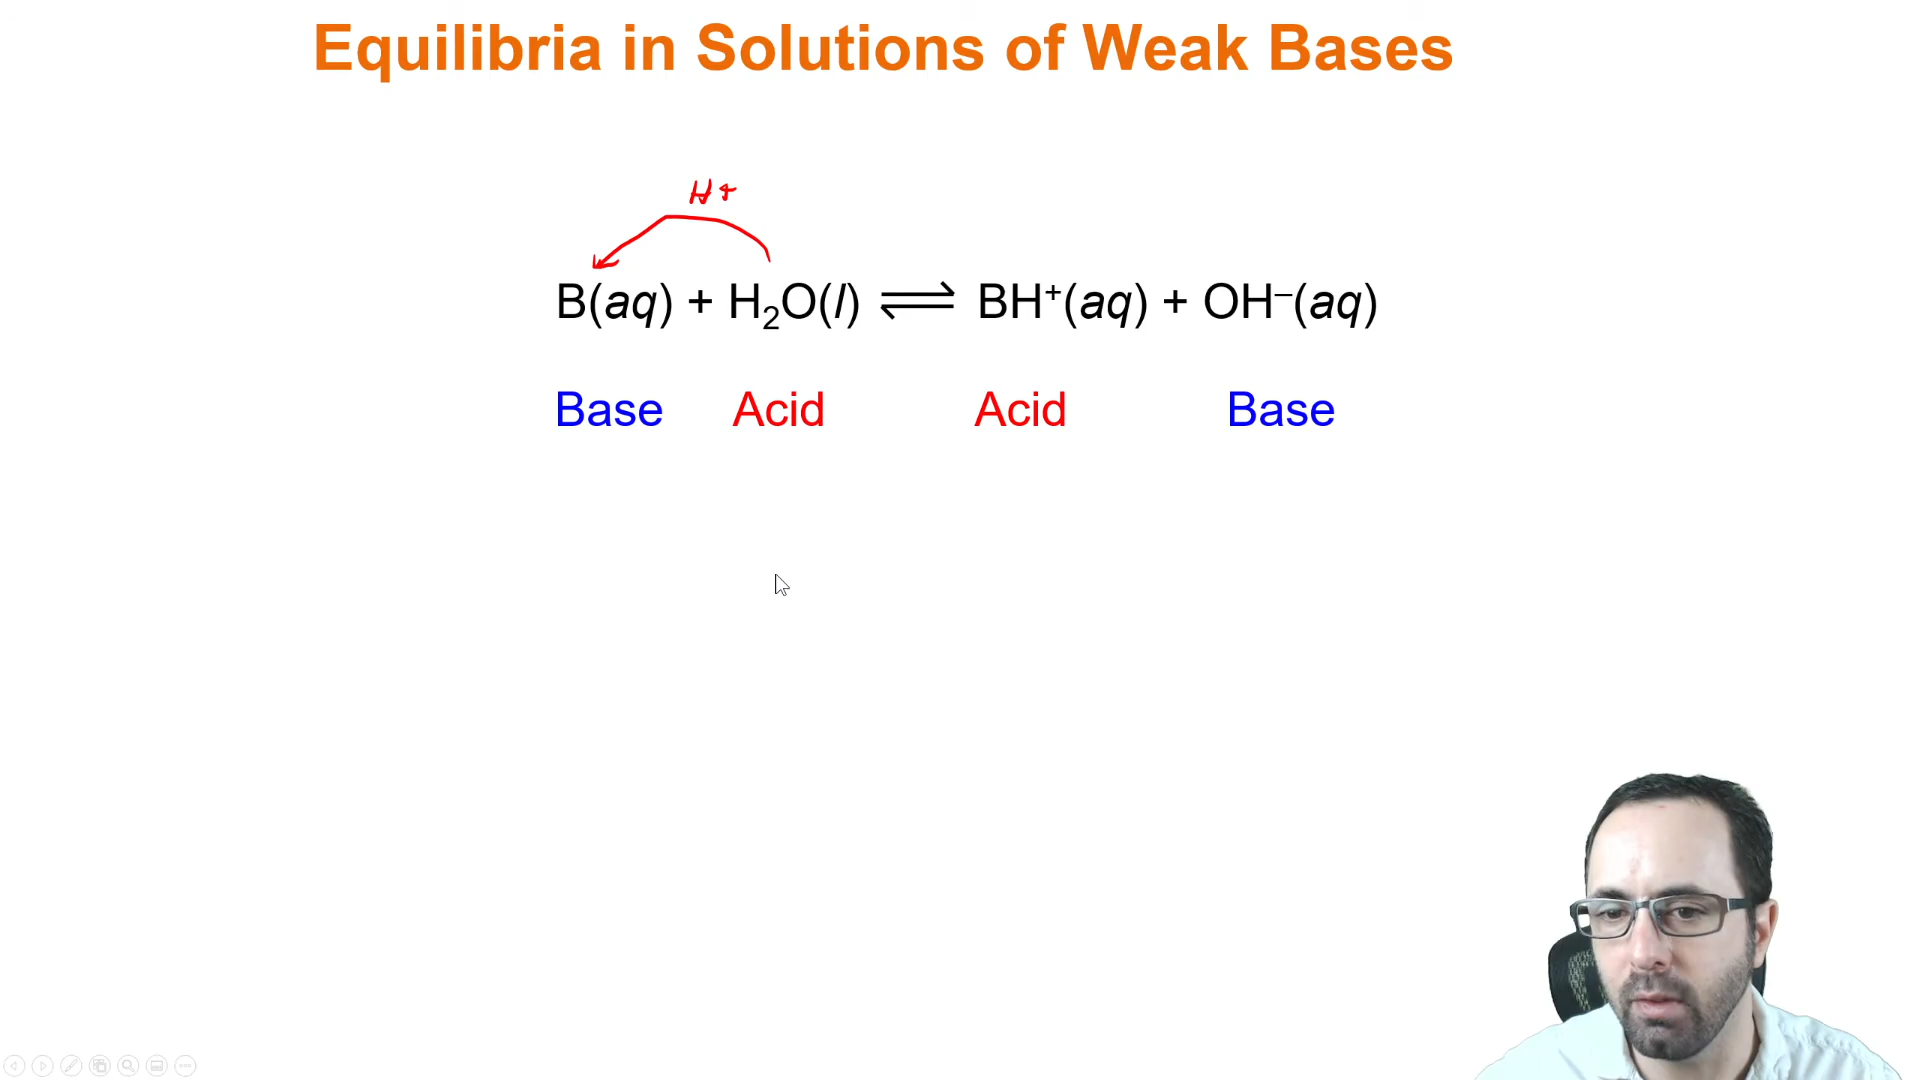 Equilibria in Solutions of Weak Bases
H+
B(aq) + H₂O(l) ⇌ BH⁺(aq) + OH⁻(aq)
Base Acid Acid Base